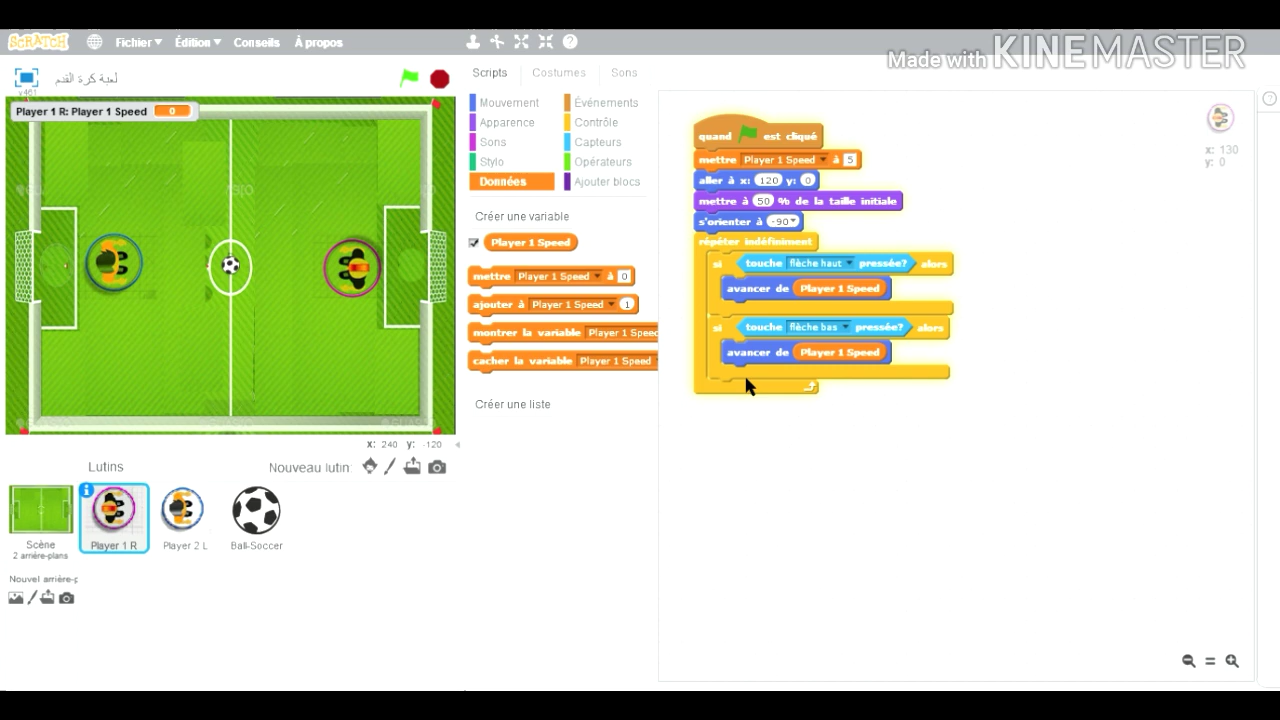 SCRATCH Fichier Édition Conseils À propos
Made with KINEMASTER
لعبة كرة القدم
v461
Player 1 R: Player 1 Speed 0
Scripts Costumes Sons
Mouvement Événements
Apparence Contrôle
Sons Capteurs
Stylo Opérateurs
Données Ajouter blocs
Créer une variable
Player 1 Speed
mettre Player 1 Speed à 0
ajouter à Player 1 Speed 1
montrer la variable Player 1 Speed
cacher la variable Player 1 Speed
Créer une liste
quand est cliqué
mettre Player 1 Speed à 5
aller à x: 120 y: 0
mettre à 50 % de la taille initiale
s'orienter à -90
répéter indéfiniment
si touche flèche haut pressée? alors
avancer de Player 1 Speed
si touche flèche bas pressée? alors
avancer de Player 1 Speed
x: 130
y: 0
x: 240 y: -120
Lutins Nouveau lutin:
Scène
2 arrière-plans
Player 1 R
Player 2 L
Ball-Soccer
Nouvel arrière-p